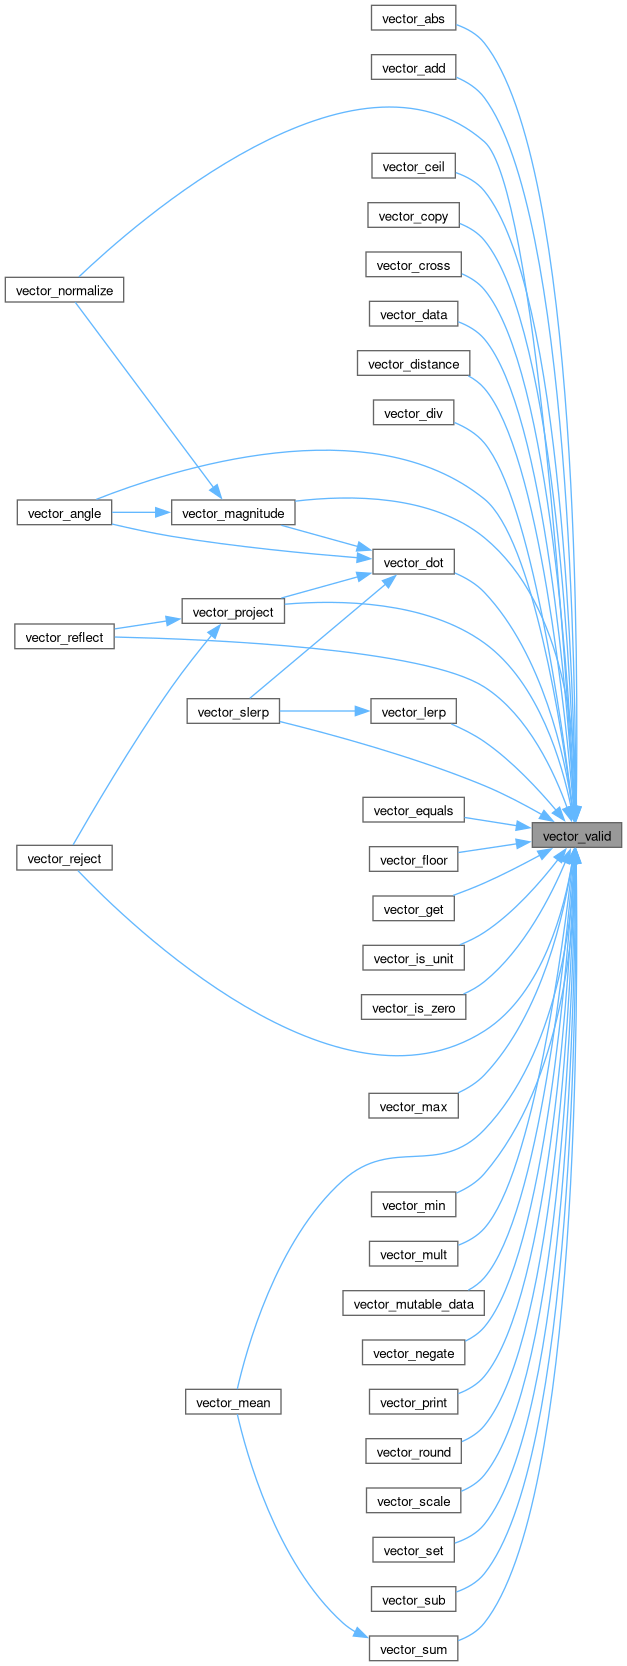 vector_abs
vector_add
vector_ceil
vector_copy
vector_cross
vector_normalize
vector_data
vector_distance
vector_div
vector_angle
vector_magnitude
vector_dot
vector_project
vector_reflect
vector_slerp
vector_lerp
vector_equals
vector_valid
vector_floor
vector_reject
vector_get
vector_is_unit
vector_is_zero
vector_max
vector_min
vector_mult
vector_mutable_data
vector_negate
vector_mean
vector_print
vector_round
vector_scale
vector_set
vector_sub
vector_sum